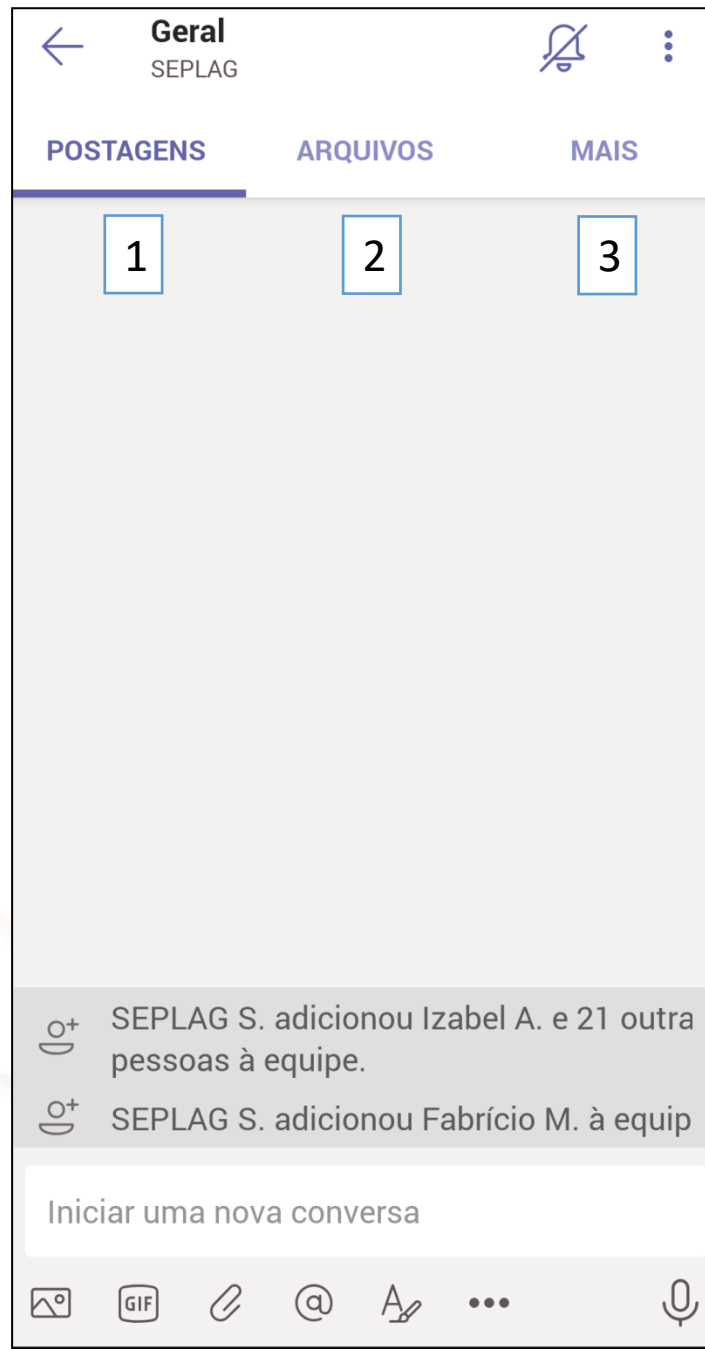 Geral
SEPLAG
POSTAGENS ARQUIVOS MAIS
1 2 3
SEPLAG S. adicionou Izabel A. e 21 outra
pessoas à equipe.
SEPLAG S. adicionou Fabrício M. à equip
Iniciar uma nova conversa
GIF @ A